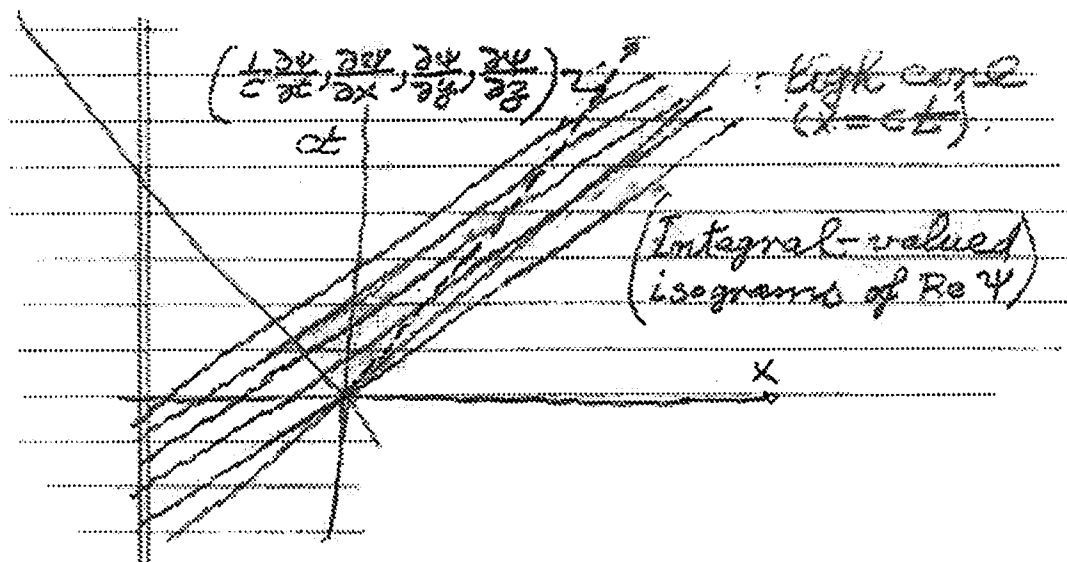 (1/c ∂ψ/∂t, ∂ψ/∂x, ∂ψ/∂y, ∂ψ/∂z)
: light cone
(x = ct).
ct
(Integral-valued
isograms of Re ψ)
x